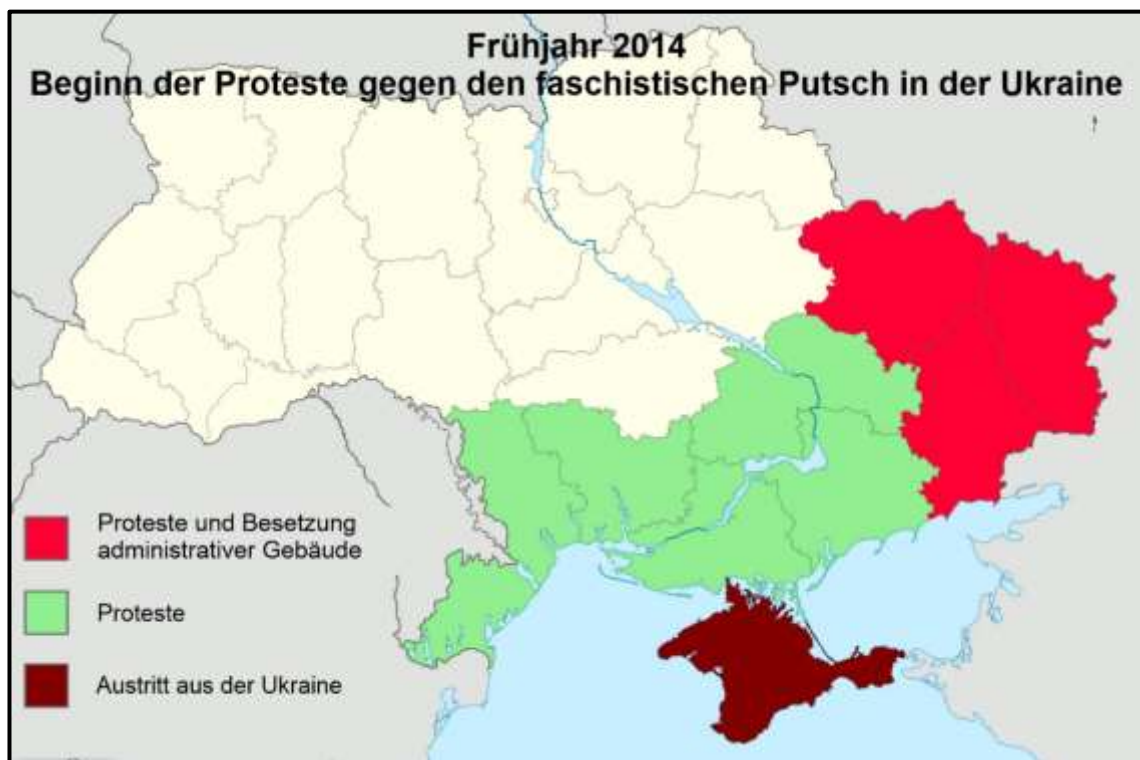 Frühjahr 2014
Beginn der Proteste gegen den faschistischen Putsch in der Ukraine
Proteste und Besetzung
administrativer Gebäude
Proteste
Austritt aus der Ukraine